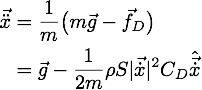 \ddot{\vec{x}} = \frac{1}{m}\left(m\vec{g} - \vec{f_D}\right)
= \vec{g} - \frac{1}{2m}\rho S|\dot{\vec{x}}|^2 C_D \hat{\dot{\vec{x}}}